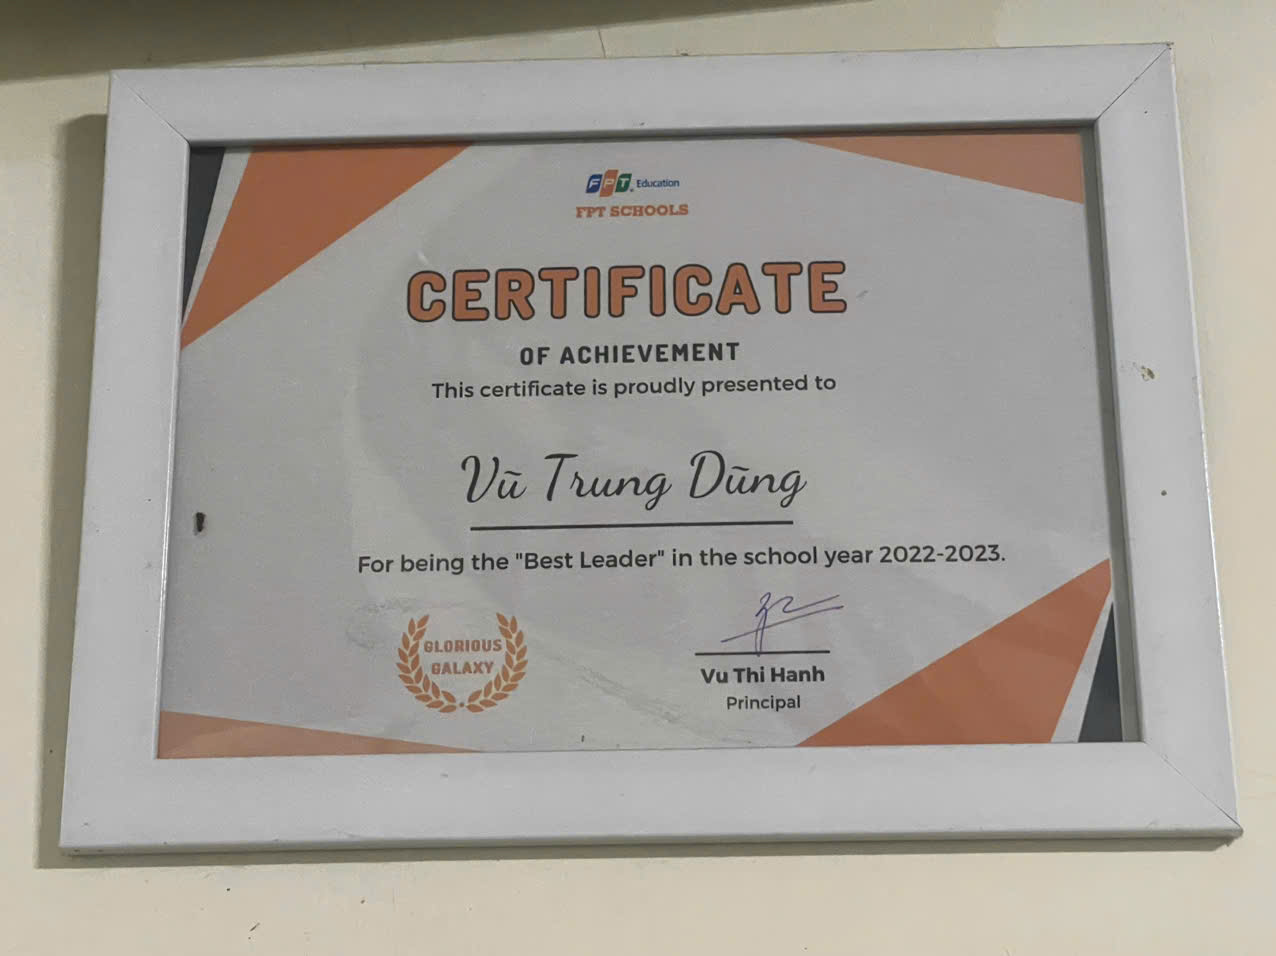 FPT Education
FPT SCHOOLS
CERTIFICATE
OF ACHIEVEMENT
This certificate is proudly presented to
Vũ Trung Dũng
For being the "Best Leader" in the school year 2022-2023.
GLORIOUS
GALAXY
Vu Thi Hanh
Principal